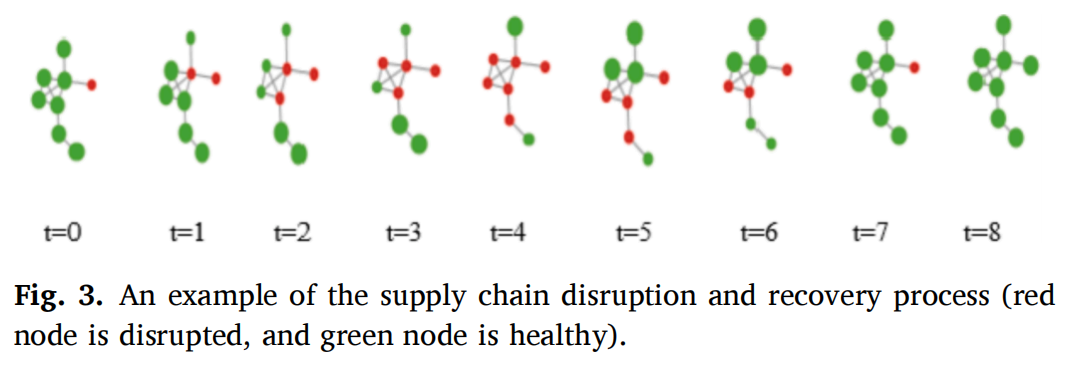 t=0 t=1 t=2 t=3 t=4 t=5 t=6 t=7 t=8
Fig. 3. An example of the supply chain disruption and recovery process (red
node is disrupted, and green node is healthy).